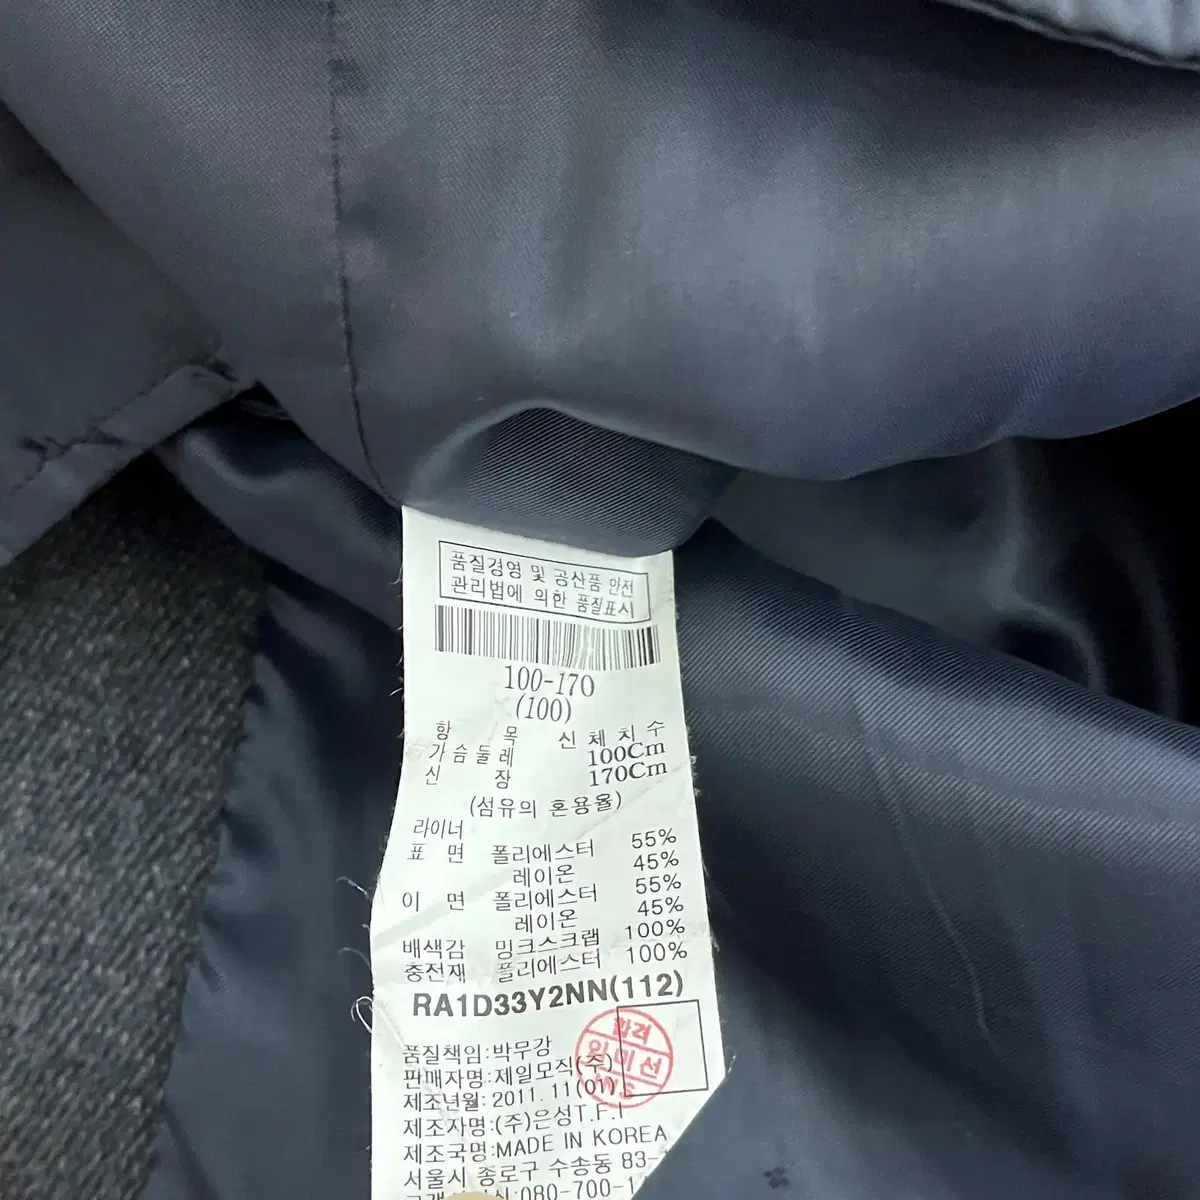 품질경영 및 공산품 안전
관리법에 의한 품질표시
100-170
(100)
항 목 신체치수
가슴둘레 100Cm
신 장 170Cm
(섬유의 혼용율)
라이너
표 면 폴리에스터 55%
레이온 45%
이 면 폴리에스터 55%
레이온 45%
배색감 밍크스크랩 100%
충전재 폴리에스터 100%
RA1D33Y2NN(112)
합격
임미선
품질책임:박무강
판매자명:제일모직(주)
제조년월:2011.11(01)
제조자명:(주)은성T.F.I
제조국명:MADE IN KOREA
서울시 종로구 수송동 83-
:080-700-1